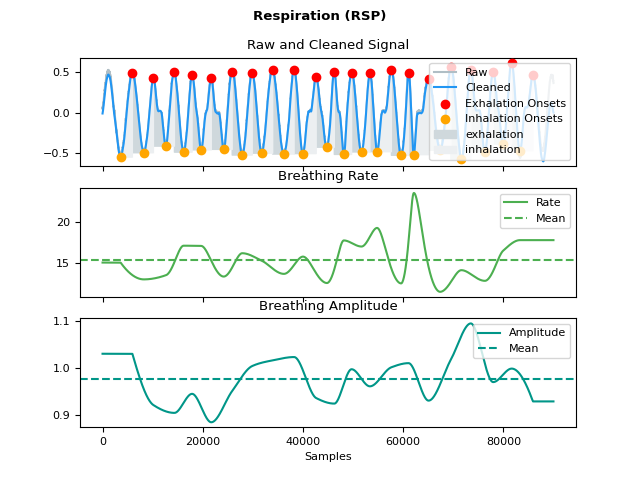 Respiration (RSP)
Raw and Cleaned Signal
0.5
0.0
−0.5
Raw
Cleaned
Exhalation Onsets
Inhalation Onsets
exhalation
inhalation
Breathing Rate
20
15
Rate
Mean
Breathing Amplitude
1.1
1.0
0.9
Amplitude
Mean
0 20000 40000 60000 80000
Samples